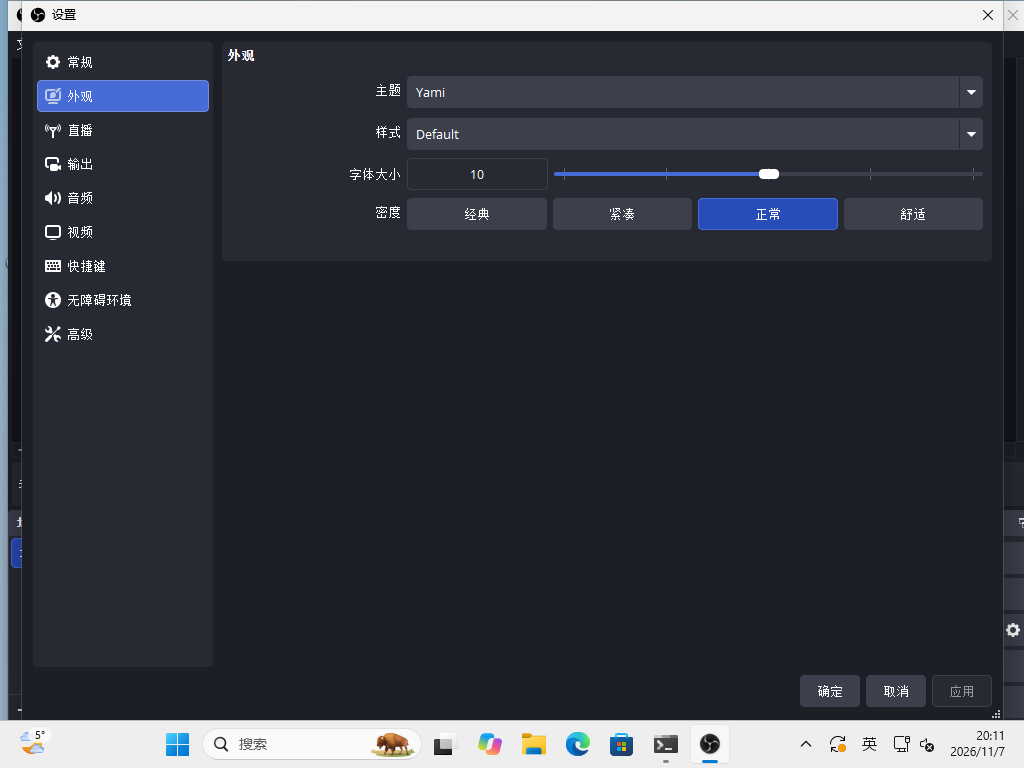 设置
常规
外观
直播
输出
音频
视频
快捷键
无障碍环境
高级
外观
主题 Yami
样式 Default
字体大小 10
密度 经典 紧凑 正常 舒适
确定 取消 应用
5° 搜索 英 20:11
2026/11/7